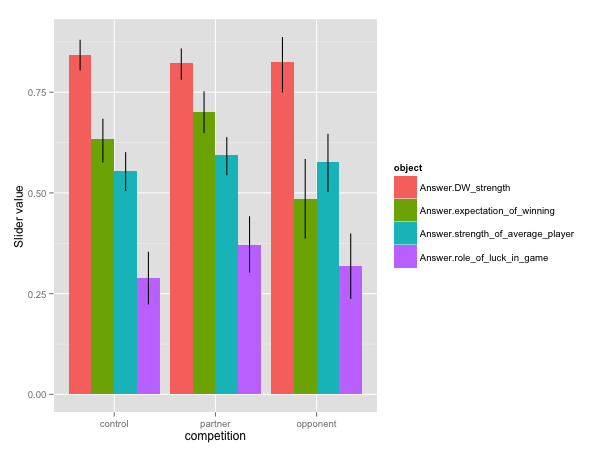 0.75
0.50
0.25
0.00
Slider value
control
partner
opponent
competition
object
Answer.DW_strength
Answer.expectation_of_winning
Answer.strength_of_average_player
Answer.role_of_luck_in_game